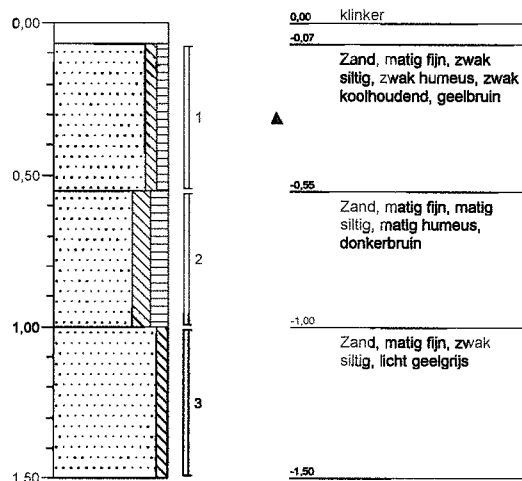 0,00
0,50
1,00
1,50
1
2
3
0,00 klinker
-0,07
Zand, matig fijn, zwak
siltig, zwak humeus, zwak
koolhoudend, geelbruin
-0,55
Zand, matig fijn, matig
siltig, matig humeus,
donkerbruin
-1,00
Zand, matig fijn, zwak
siltig, licht geelgrijs
-1,50